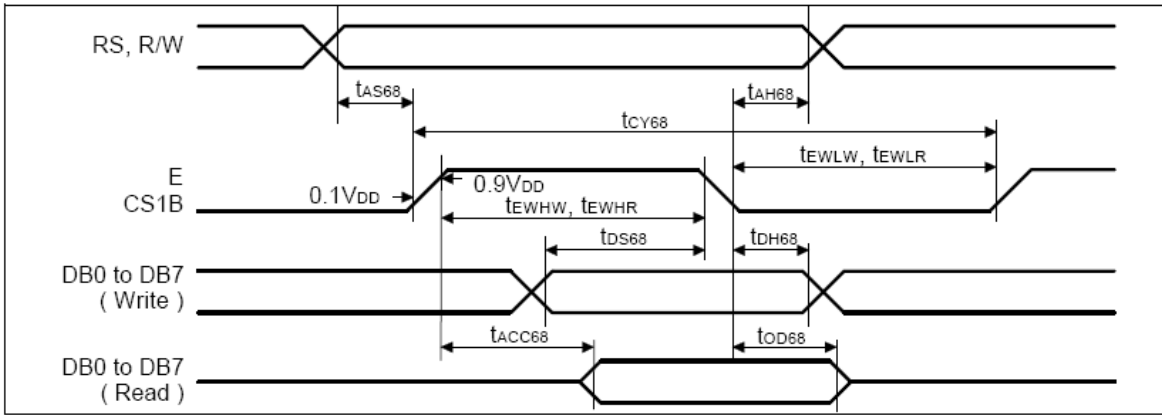 RS, R/W
tAS68
tAH68
tCY68
E
CS1B
0.1VDD
0.9VDD
tEWLW, tEWLR
tEWHW, tEWHR
tDS68
tDH68
DB0 to DB7
( Write )
tACC68
tOD68
DB0 to DB7
( Read )